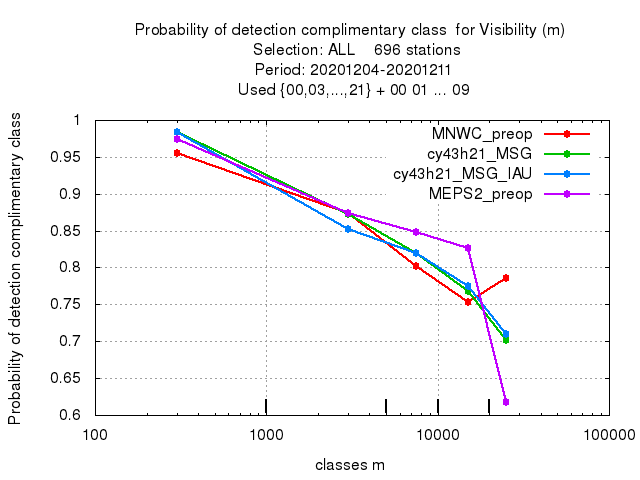 Probability of detection complimentary class  for Visibility (m)
Selection: ALL    696 stations
Period: 20201204-20201211
Used {00,03,...,21} + 00 01 ... 09
Probability of detection complimentary class
1
0.95
0.9
0.85
0.8
0.75
0.7
0.65
0.6
MNWC_preop
cy43h21_MSG
cy43h21_MSG_IAU
MEPS2_preop
100 1000 10000 100000
classes m